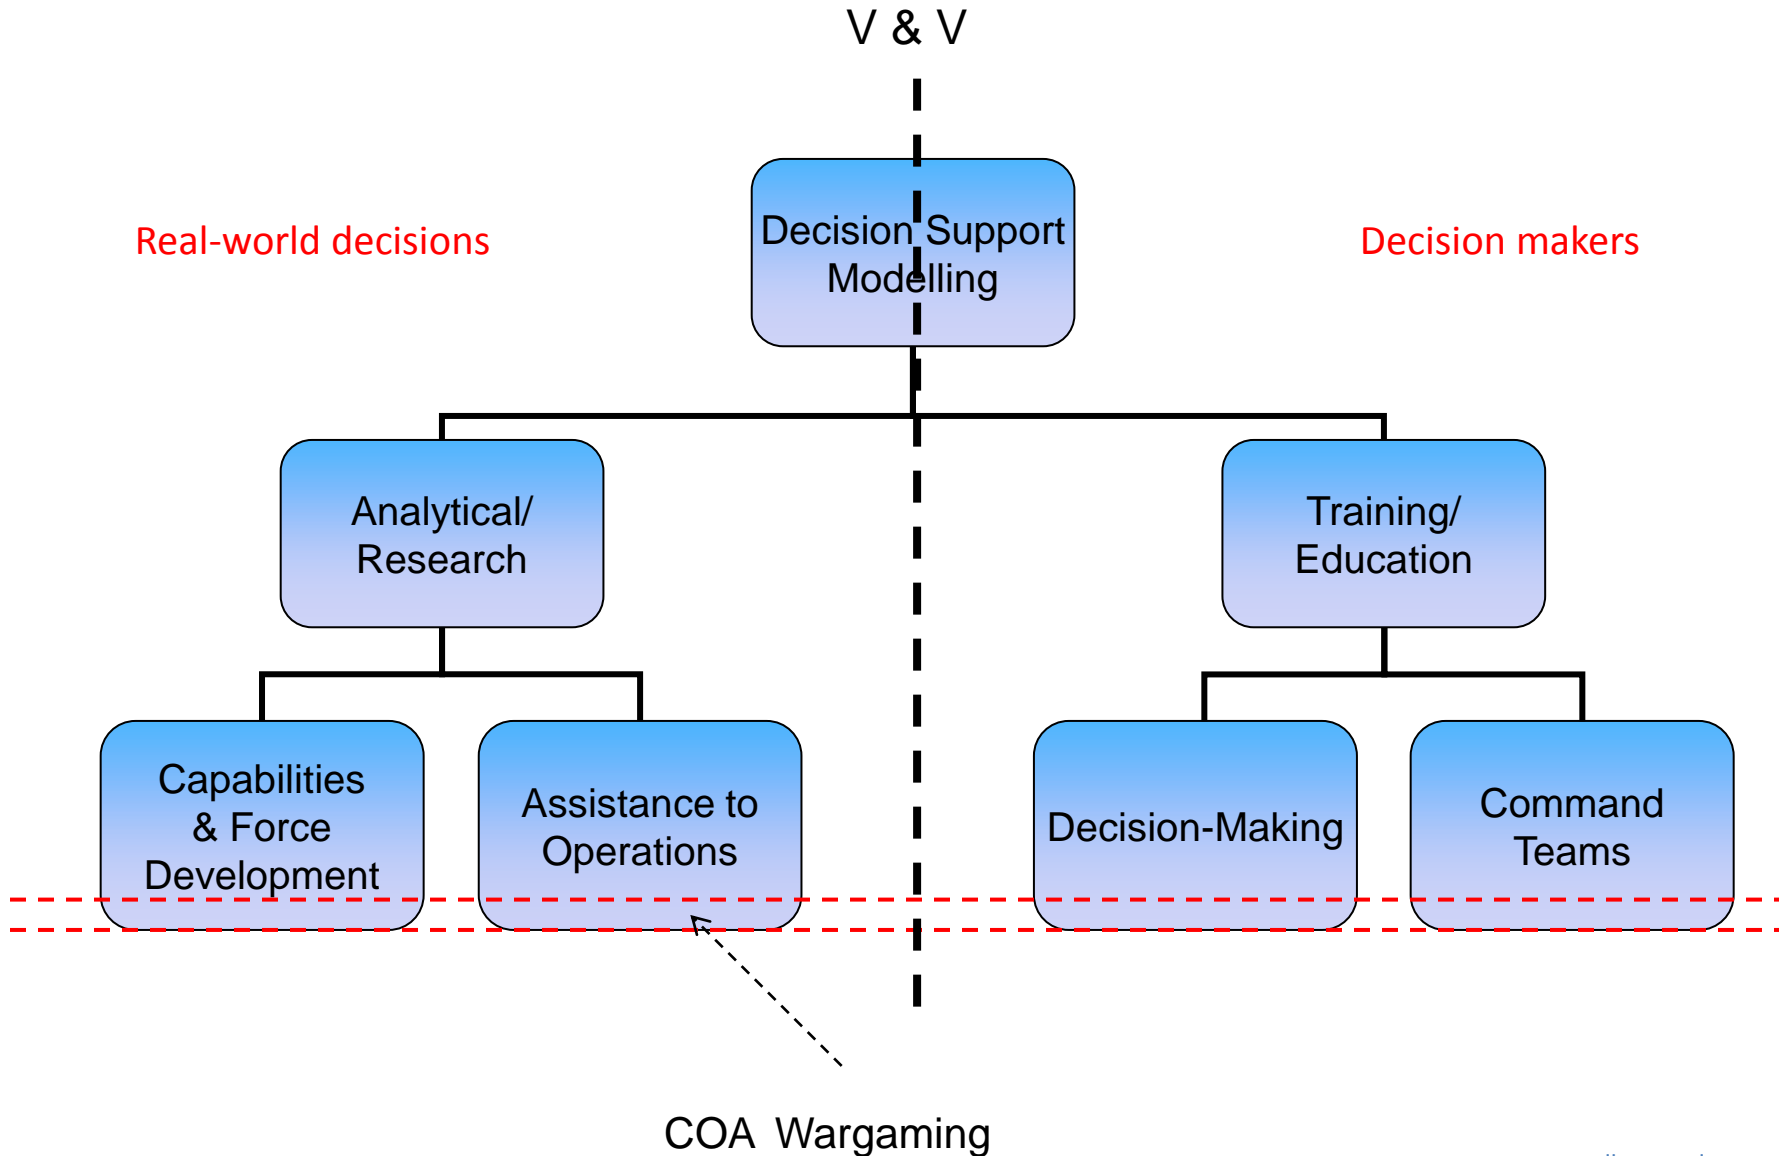 V & V
Decision Support
Modelling
Real-world decisions
Decision makers
Analytical/
Research
Training/
Education
Capabilities
& Force
Development
Assistance to
Operations
Decision-Making
Command
Teams
COA Wargaming